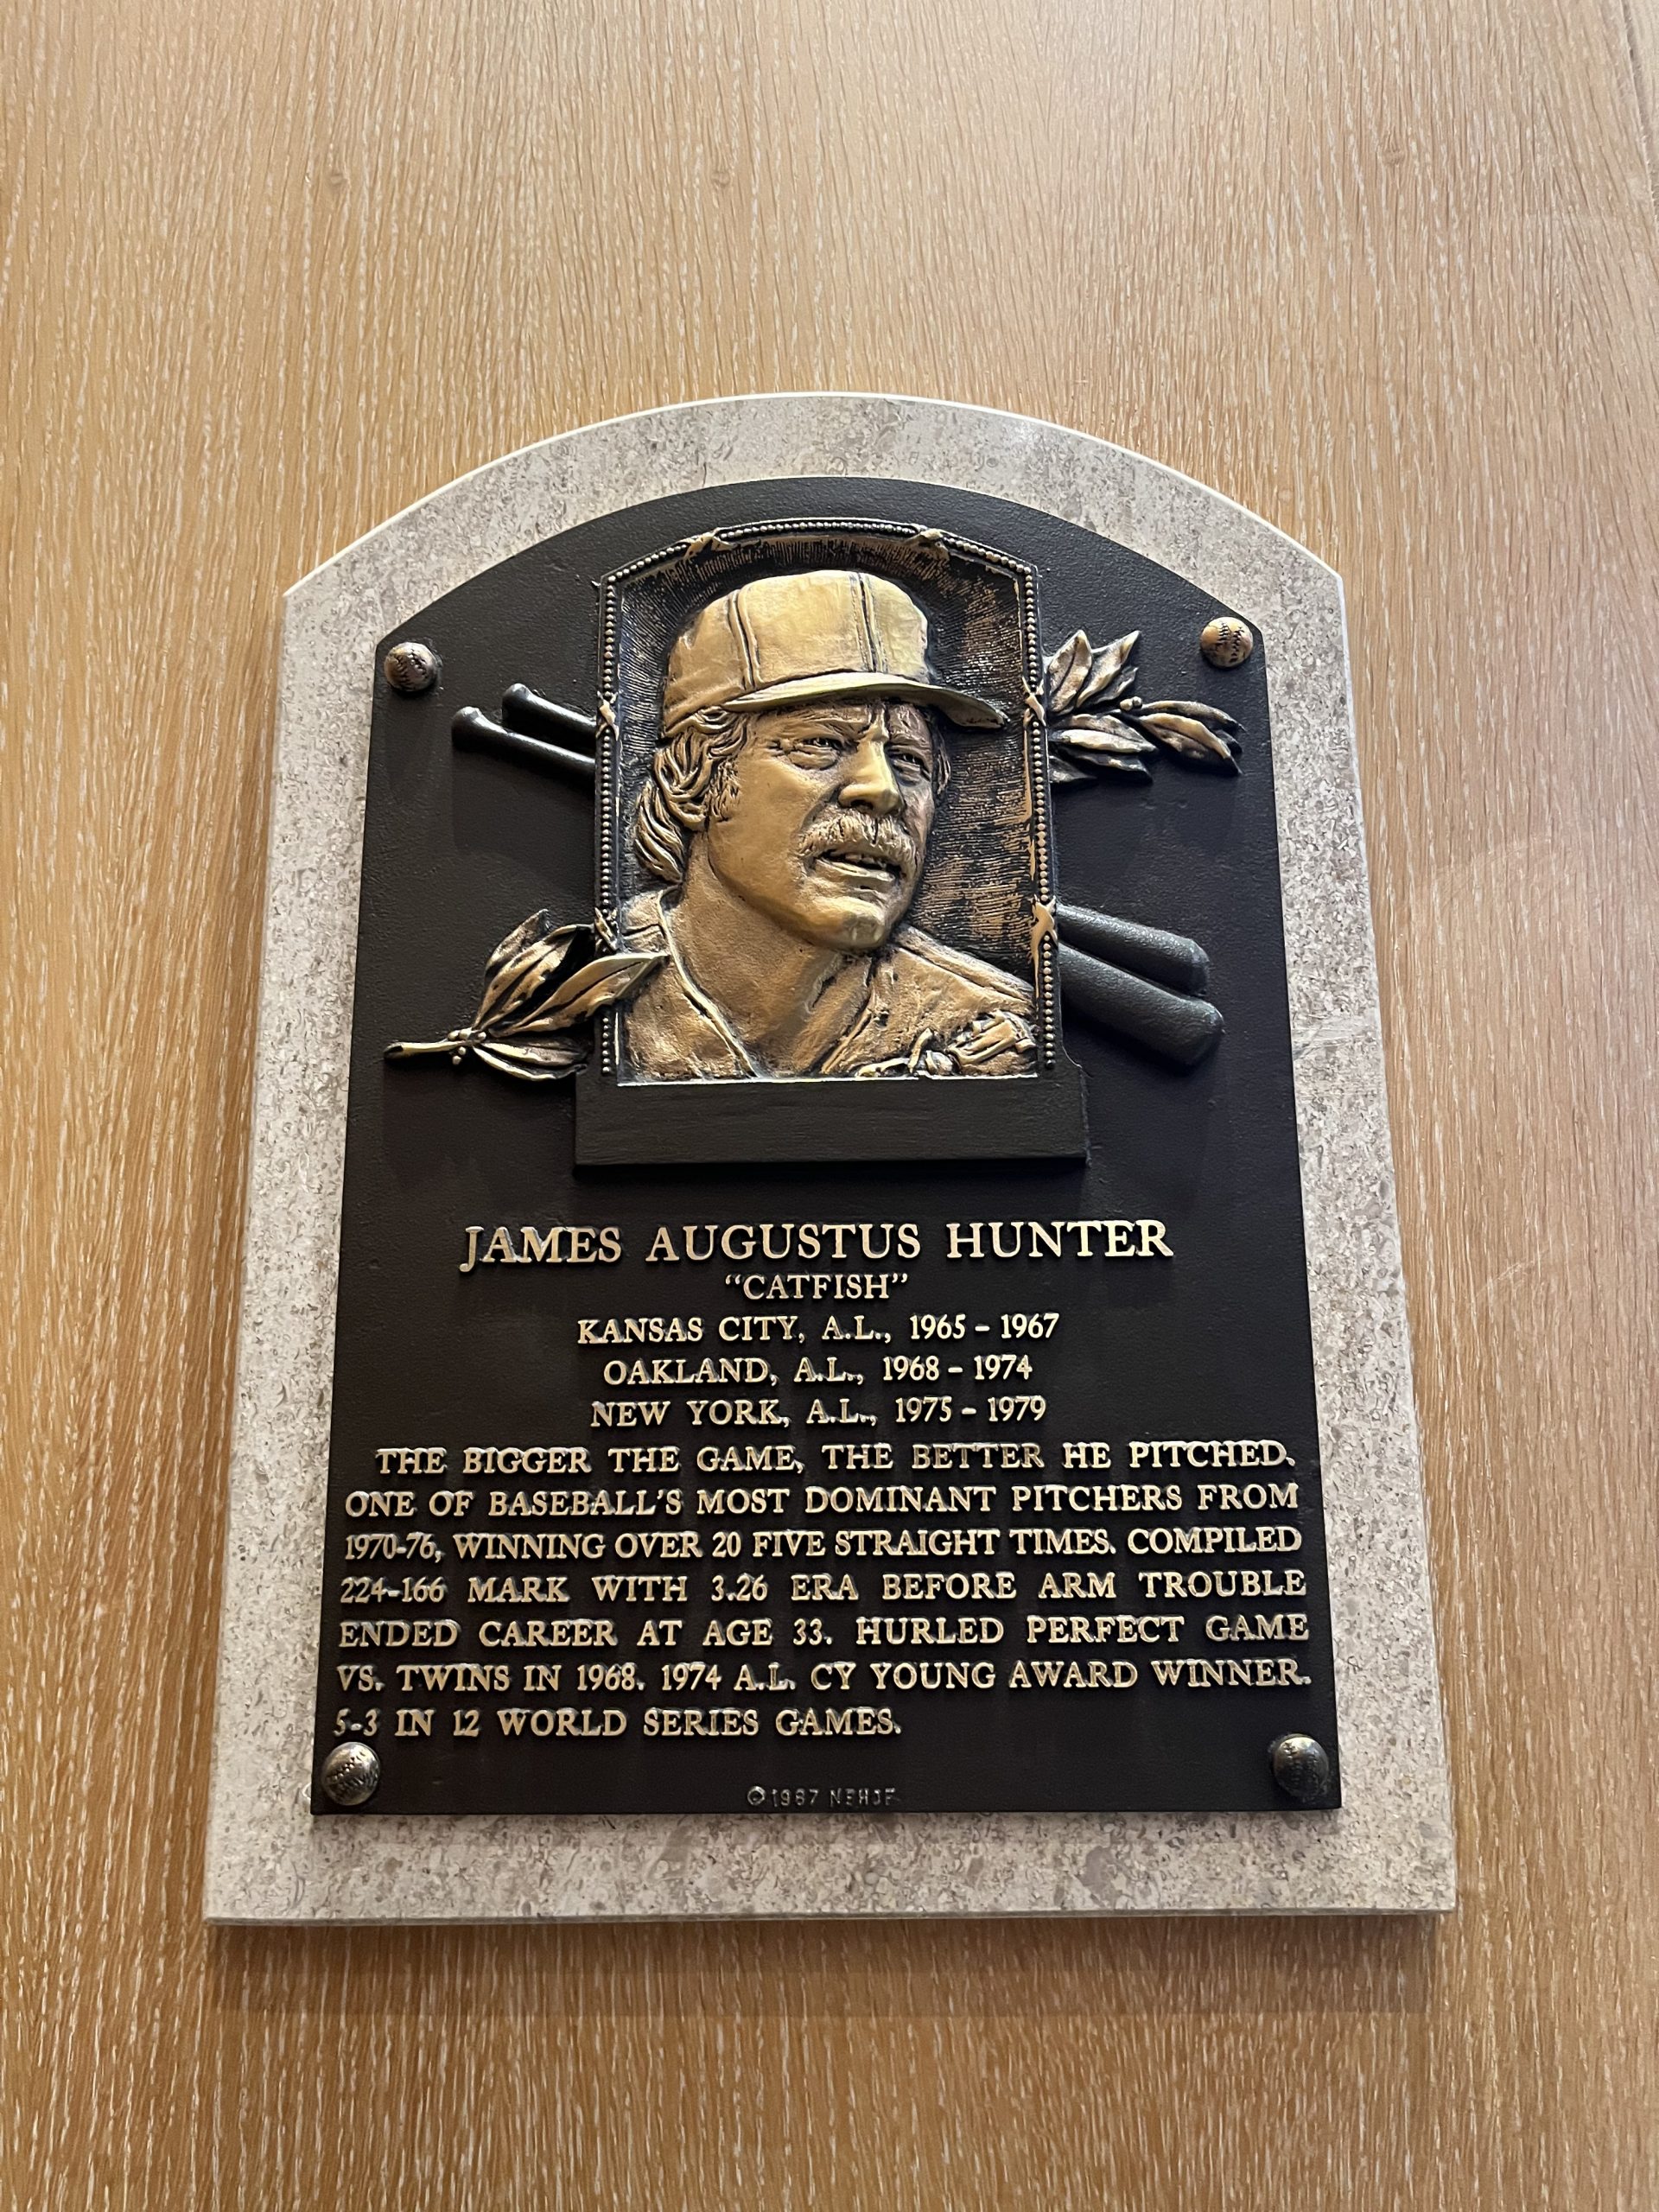 JAMES AUGUSTUS HUNTER
"CATFISH"
KANSAS CITY, A.L., 1965 – 1967
OAKLAND, A.L., 1968 – 1974
NEW YORK, A.L., 1975 – 1979
THE BIGGER THE GAME, THE BETTER HE PITCHED.
ONE OF BASEBALL'S MOST DOMINANT PITCHERS FROM
1970-76, WINNING OVER 20 FIVE STRAIGHT TIMES. COMPILED
224-166 MARK WITH 3.26 ERA BEFORE ARM TROUBLE
ENDED CAREER AT AGE 33. HURLED PERFECT GAME
VS. TWINS IN 1968. 1974 A.L. CY YOUNG AWARD WINNER.
5-3 IN 12 WORLD SERIES GAMES.
© 1987